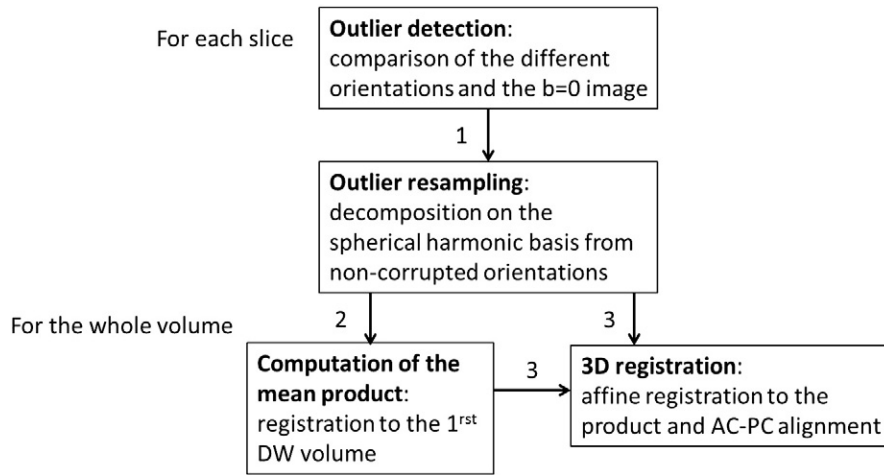 For each slice
Outlier detection:
comparison of the different
orientations and the b=0 image
1
Outlier resampling:
decomposition on the
spherical harmonic basis from
non-corrupted orientations
For the whole volume
2
3
Computation of the
mean product:
registration to the 1rst
DW volume
3
3D registration:
affine registration to the
product and AC-PC alignment